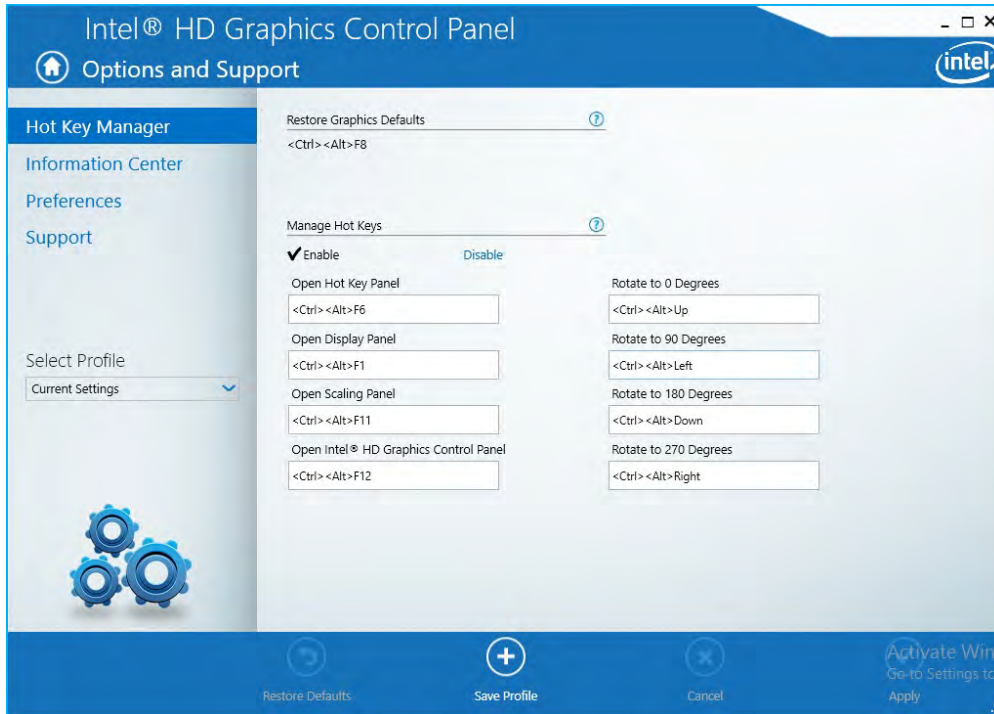 Intel® HD Graphics Control Panel
Options and Support
intel
Hot Key Manager
Information Center
Preferences
Support
Select Profile
Current Settings
Restore Graphics Defaults
<Ctrl><Alt>F8
Manage Hot Keys
Enable Disable
Open Hot Key Panel
<Ctrl><Alt>F6
Open Display Panel
<Ctrl><Alt>F1
Open Scaling Panel
<Ctrl><Alt>F11
Open Intel® HD Graphics Control Panel
<Ctrl><Alt>F12
Rotate to 0 Degrees
<Ctrl><Alt>Up
Rotate to 90 Degrees
<Ctrl><Alt>Left
Rotate to 180 Degrees
<Ctrl><Alt>Down
Rotate to 270 Degrees
<Ctrl><Alt>Right
Restore Defaults
Save Profile
Cancel
Activate Win
Go to Settings to
Apply